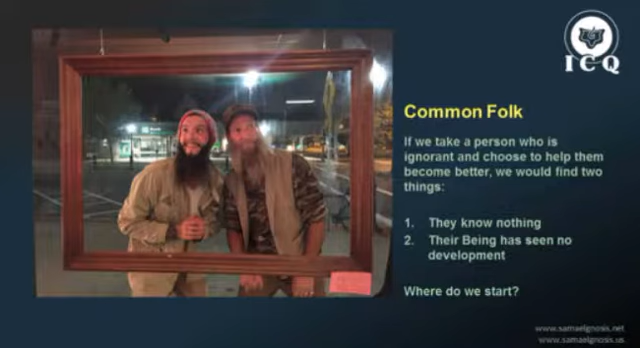 ICQ
Common Folk
If we take a person who is
ignorant and choose to help them
become better, we would find two
things:
1. They know nothing
2. Their Being has seen no
development
Where do we start?
www.samaelgnosis.net
www.samaelgnosis.us